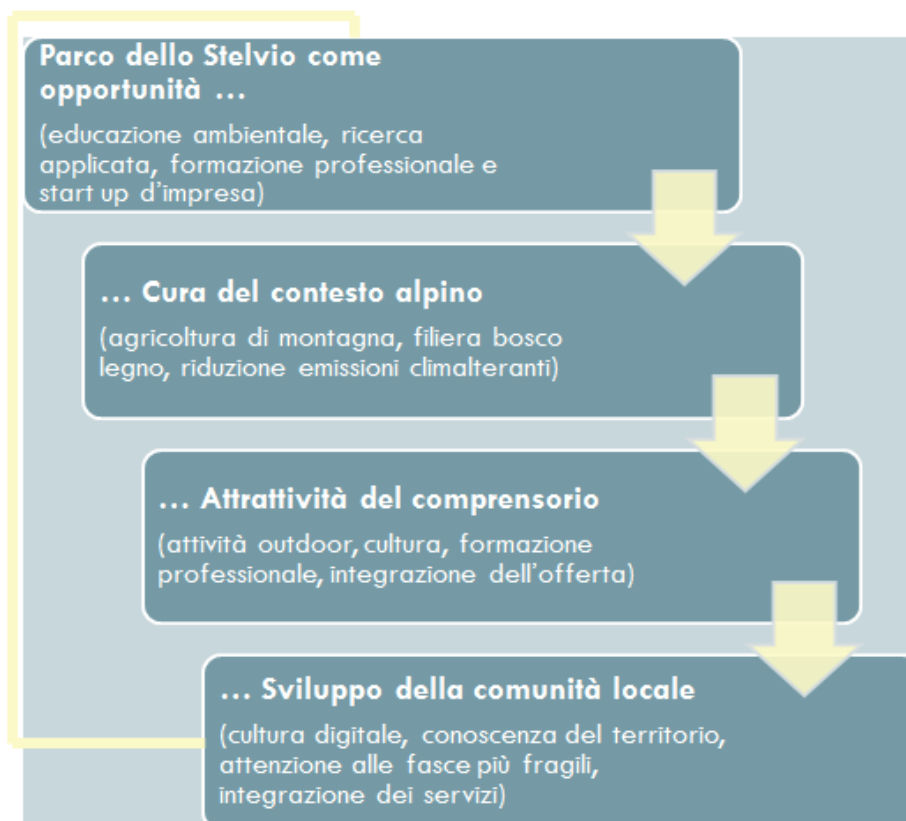 Parco dello Stelvio come
opportunità ...
(educazione ambientale, ricerca
applicata, formazione professionale e
start up d'impresa)
... Cura del contesto alpino
(agricoltura di montagna, filiera bosco
legno, riduzione emissioni climalteranti)
... Attrattività del comprensorio
(attività outdoor, cultura, formazione
professionale, integrazione dell'offerta)
... Sviluppo della comunità locale
(cultura digitale, conoscenza del territorio,
attenzione alle fasce più fragili,
integrazione dei servizi)